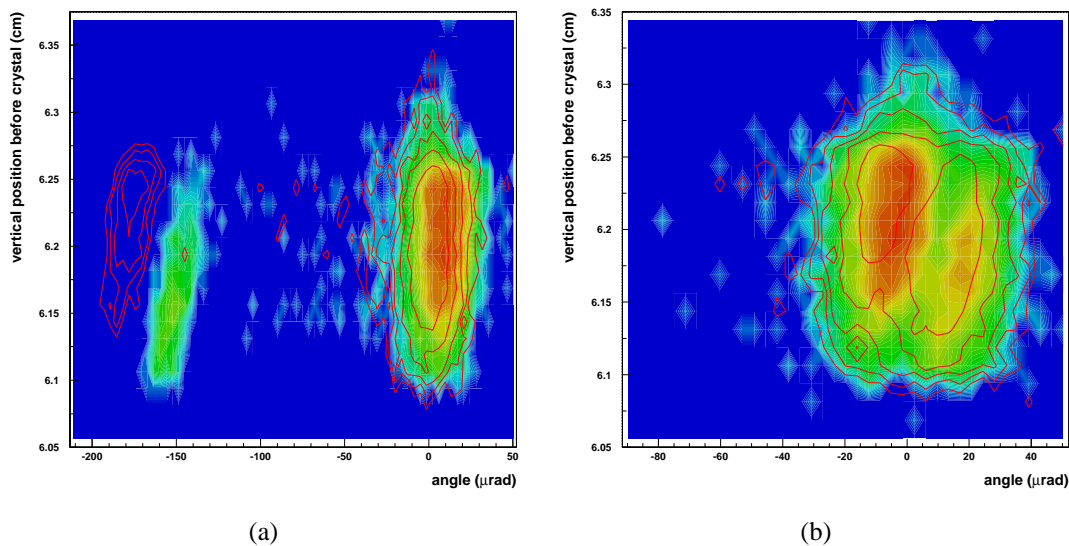 vertical position before crystal (cm)
6.35
6.3
6.25
6.2
6.15
6.1
6.05
-200 -150 -100 -50 0 50
angle (μrad)
(a)
vertical position before crystal (cm)
6.35
6.3
6.25
6.2
6.15
6.1
6.05
-80 -60 -40 -20 0 20 40
angle (μrad)
(b)